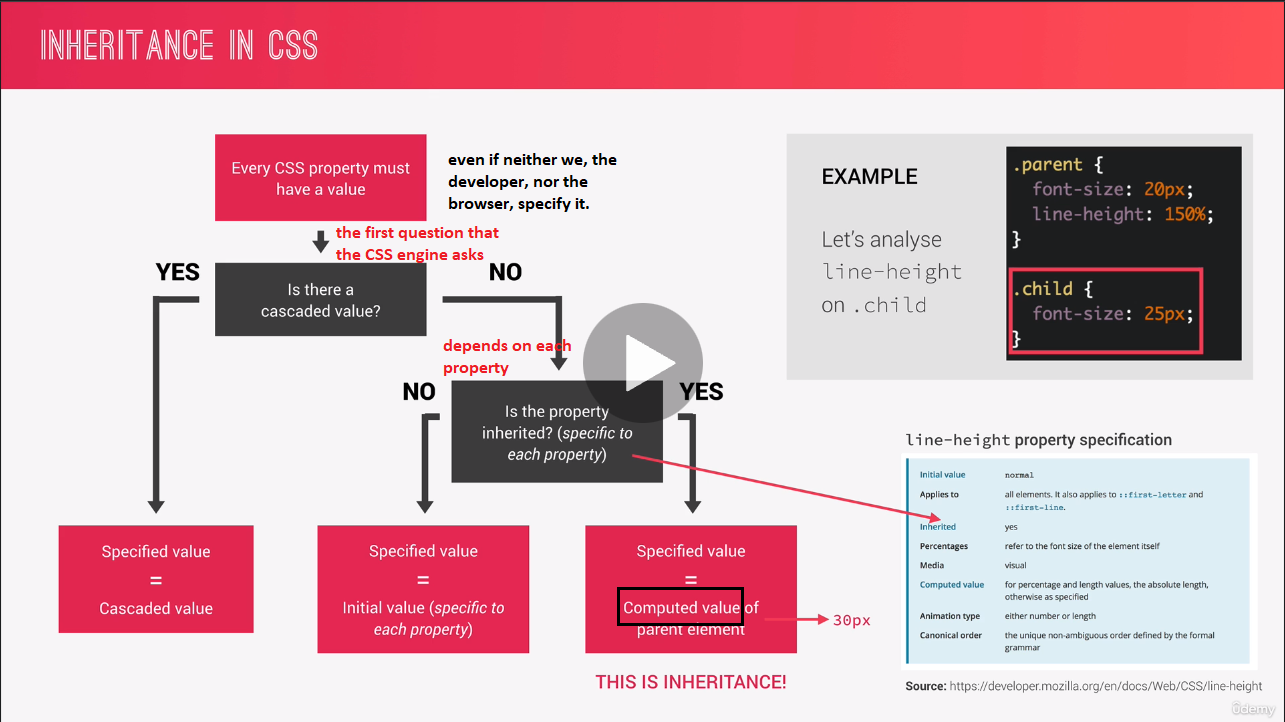 INHERITANCE IN CSS
Every CSS property must
have a value
even if neither we, the
developer, nor the
browser, specify it.
the first question that
the CSS engine asks
YES
NO
Is there a
cascaded value?
depends on each
property
NO
YES
Is the property
inherited? (specific to
each property)
Specified value
=
Cascaded value
Specified value
=
Initial value (specific to
each property)
Specified value
=
Computed value of
parent element
30px
THIS IS INHERITANCE!
EXAMPLE
Let's analyse
line-height
on .child
.parent {
font-size: 20px;
line-height: 150%;
}
.child {
font-size: 25px;
}
line-height property specification
Initial value normal
Applies to all elements. It also applies to ::first-letter and
::first-line.
Inherited yes
Percentages refer to the font size of the element itself
Media visual
Computed value for percentage and length values, the absolute length,
otherwise as specified
Animation type either number or length
Canonical order the unique non-ambiguous order defined by the formal
grammar
Source: https://developer.mozilla.org/en/docs/Web/CSS/line-height
ûdemy